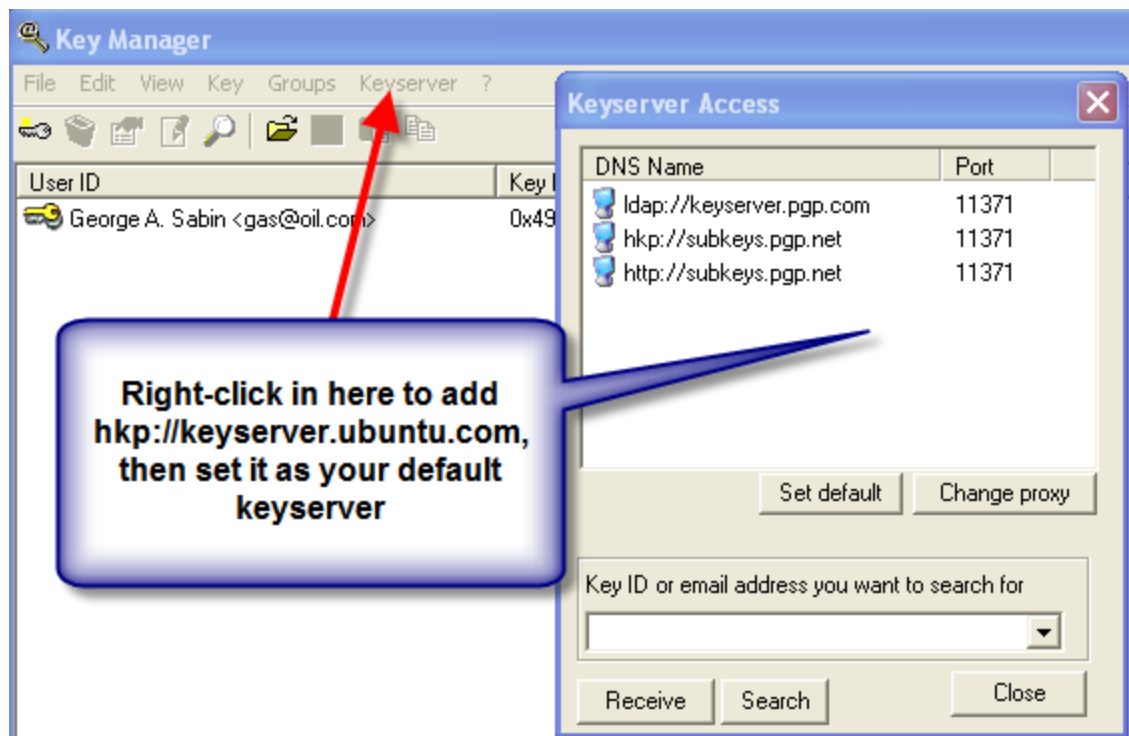 Key Manager
File Edit View Key Groups Keyserver ?
User ID Key I
George A. Sabin <gas@oil.com> 0x49
Right-click in here to add
hkp://keyserver.ubuntu.com,
then set it as your default
keyserver
Keyserver Access
DNS Name Port
ldap://keyserver.pgp.com 11371
hkp://subkeys.pgp.net 11371
http://subkeys.pgp.net 11371
Set default Change proxy
Key ID or email address you want to search for
Receive Search Close